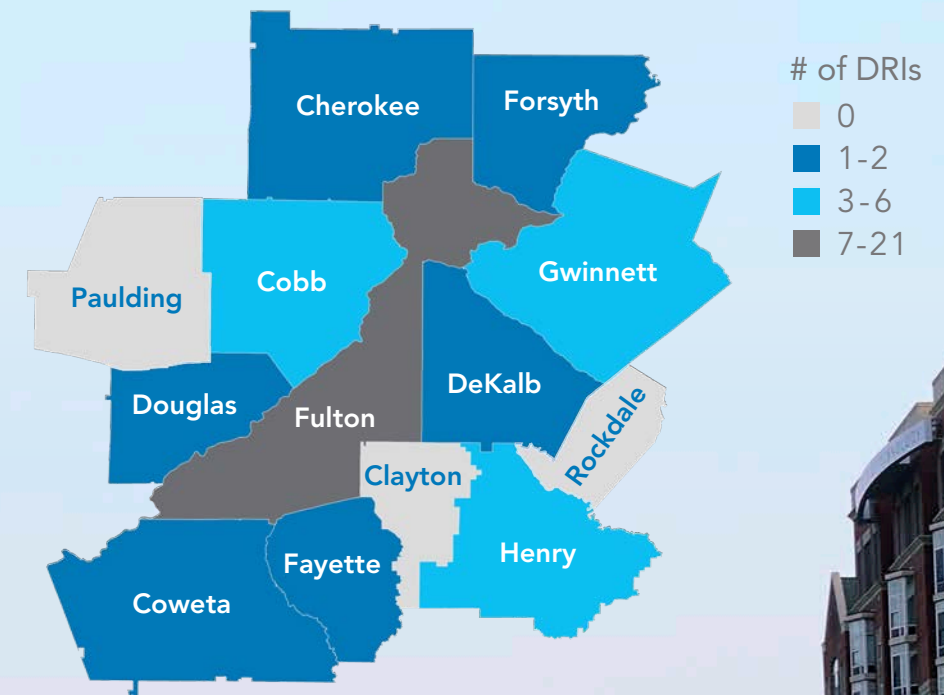 # of DRIs
0
1-2
3-6
7-21
Cherokee
Forsyth
Paulding
Cobb
Gwinnett
Douglas
Fulton
DeKalb
Rockdale
Clayton
Coweta
Fayette
Henry